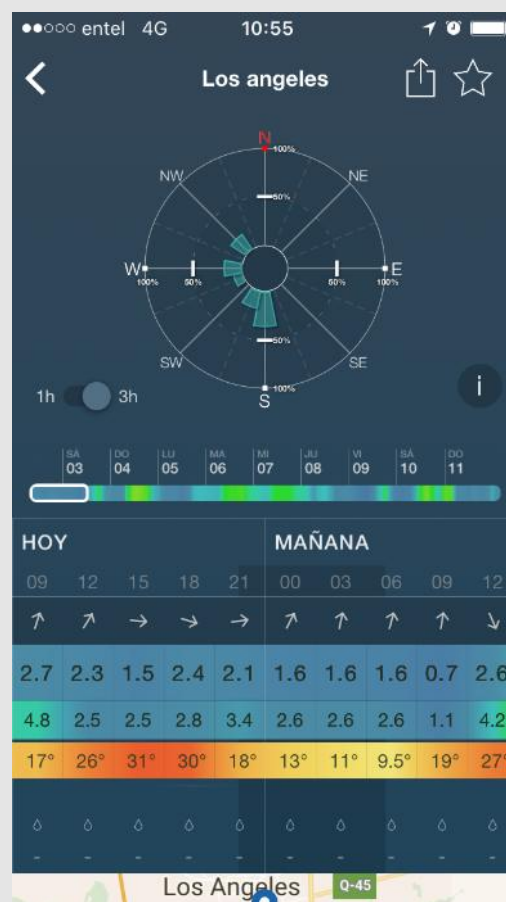 entel 4G 10:55
Los angeles
N
100%
NW NE
50%
W E
100% 50% 50% 100%
50%
SW SE
100%
S
1h 3h i
SÁ DO LU MA MI JU VI SÁ DO
03 04 05 06 07 08 09 10 11
HOY MAÑANA
09 12 15 18 21 00 03 06 09 12
2.7 2.3 1.5 2.4 2.1 1.6 1.6 1.6 0.7 2.6
4.8 2.5 2.5 2.8 3.4 2.6 2.6 2.6 1.1 4.2
17° 26° 31° 30° 18° 13° 11° 9.5° 19° 27°
- - - - - - - - - -
Los Angeles Q-45